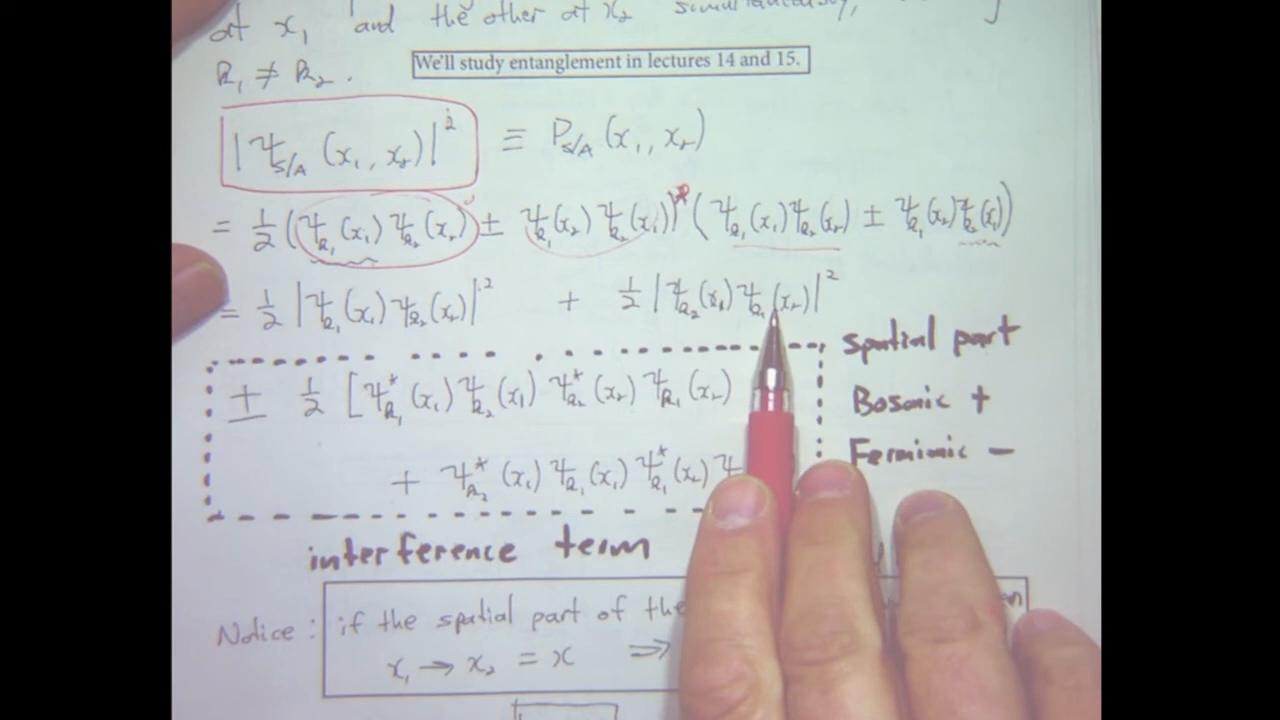 at x₁ and the other at x₂ simultaneously,
k₁ ≠ k₂.
We'll study entanglement in lectures 14 and 15.
|Ψ_S/A (x₁, x₂)|² ≡ P_S/A (x₁, x₂)
= ½ (Ψ_k₁(x₁) Ψ_k₂(x₂) ± Ψ_k₁(x₂) Ψ_k₂(x₁))* (Ψ_k₁(x₁) Ψ_k₂(x₂) ± Ψ_k₁(x₂) Ψ_k₂(x₁))
= ½ |Ψ_k₁(x₁) Ψ_k₂(x₂)|² + ½ |Ψ_k₂(x₁) Ψ_k₁(x₂)|²
± ½ [Ψ*_k₁(x₁) Ψ_k₂(x₁) Ψ*_k₂(x₂) Ψ_k₁(x₂)
+ Ψ*_k₂(x₁) Ψ_k₁(x₁) Ψ*_k₁(x₂) Ψ
spatial part
Bosonic +
Fermionic −
interference term
Notice: if the spatial part of the
x₁ → x₂ = x ⇒